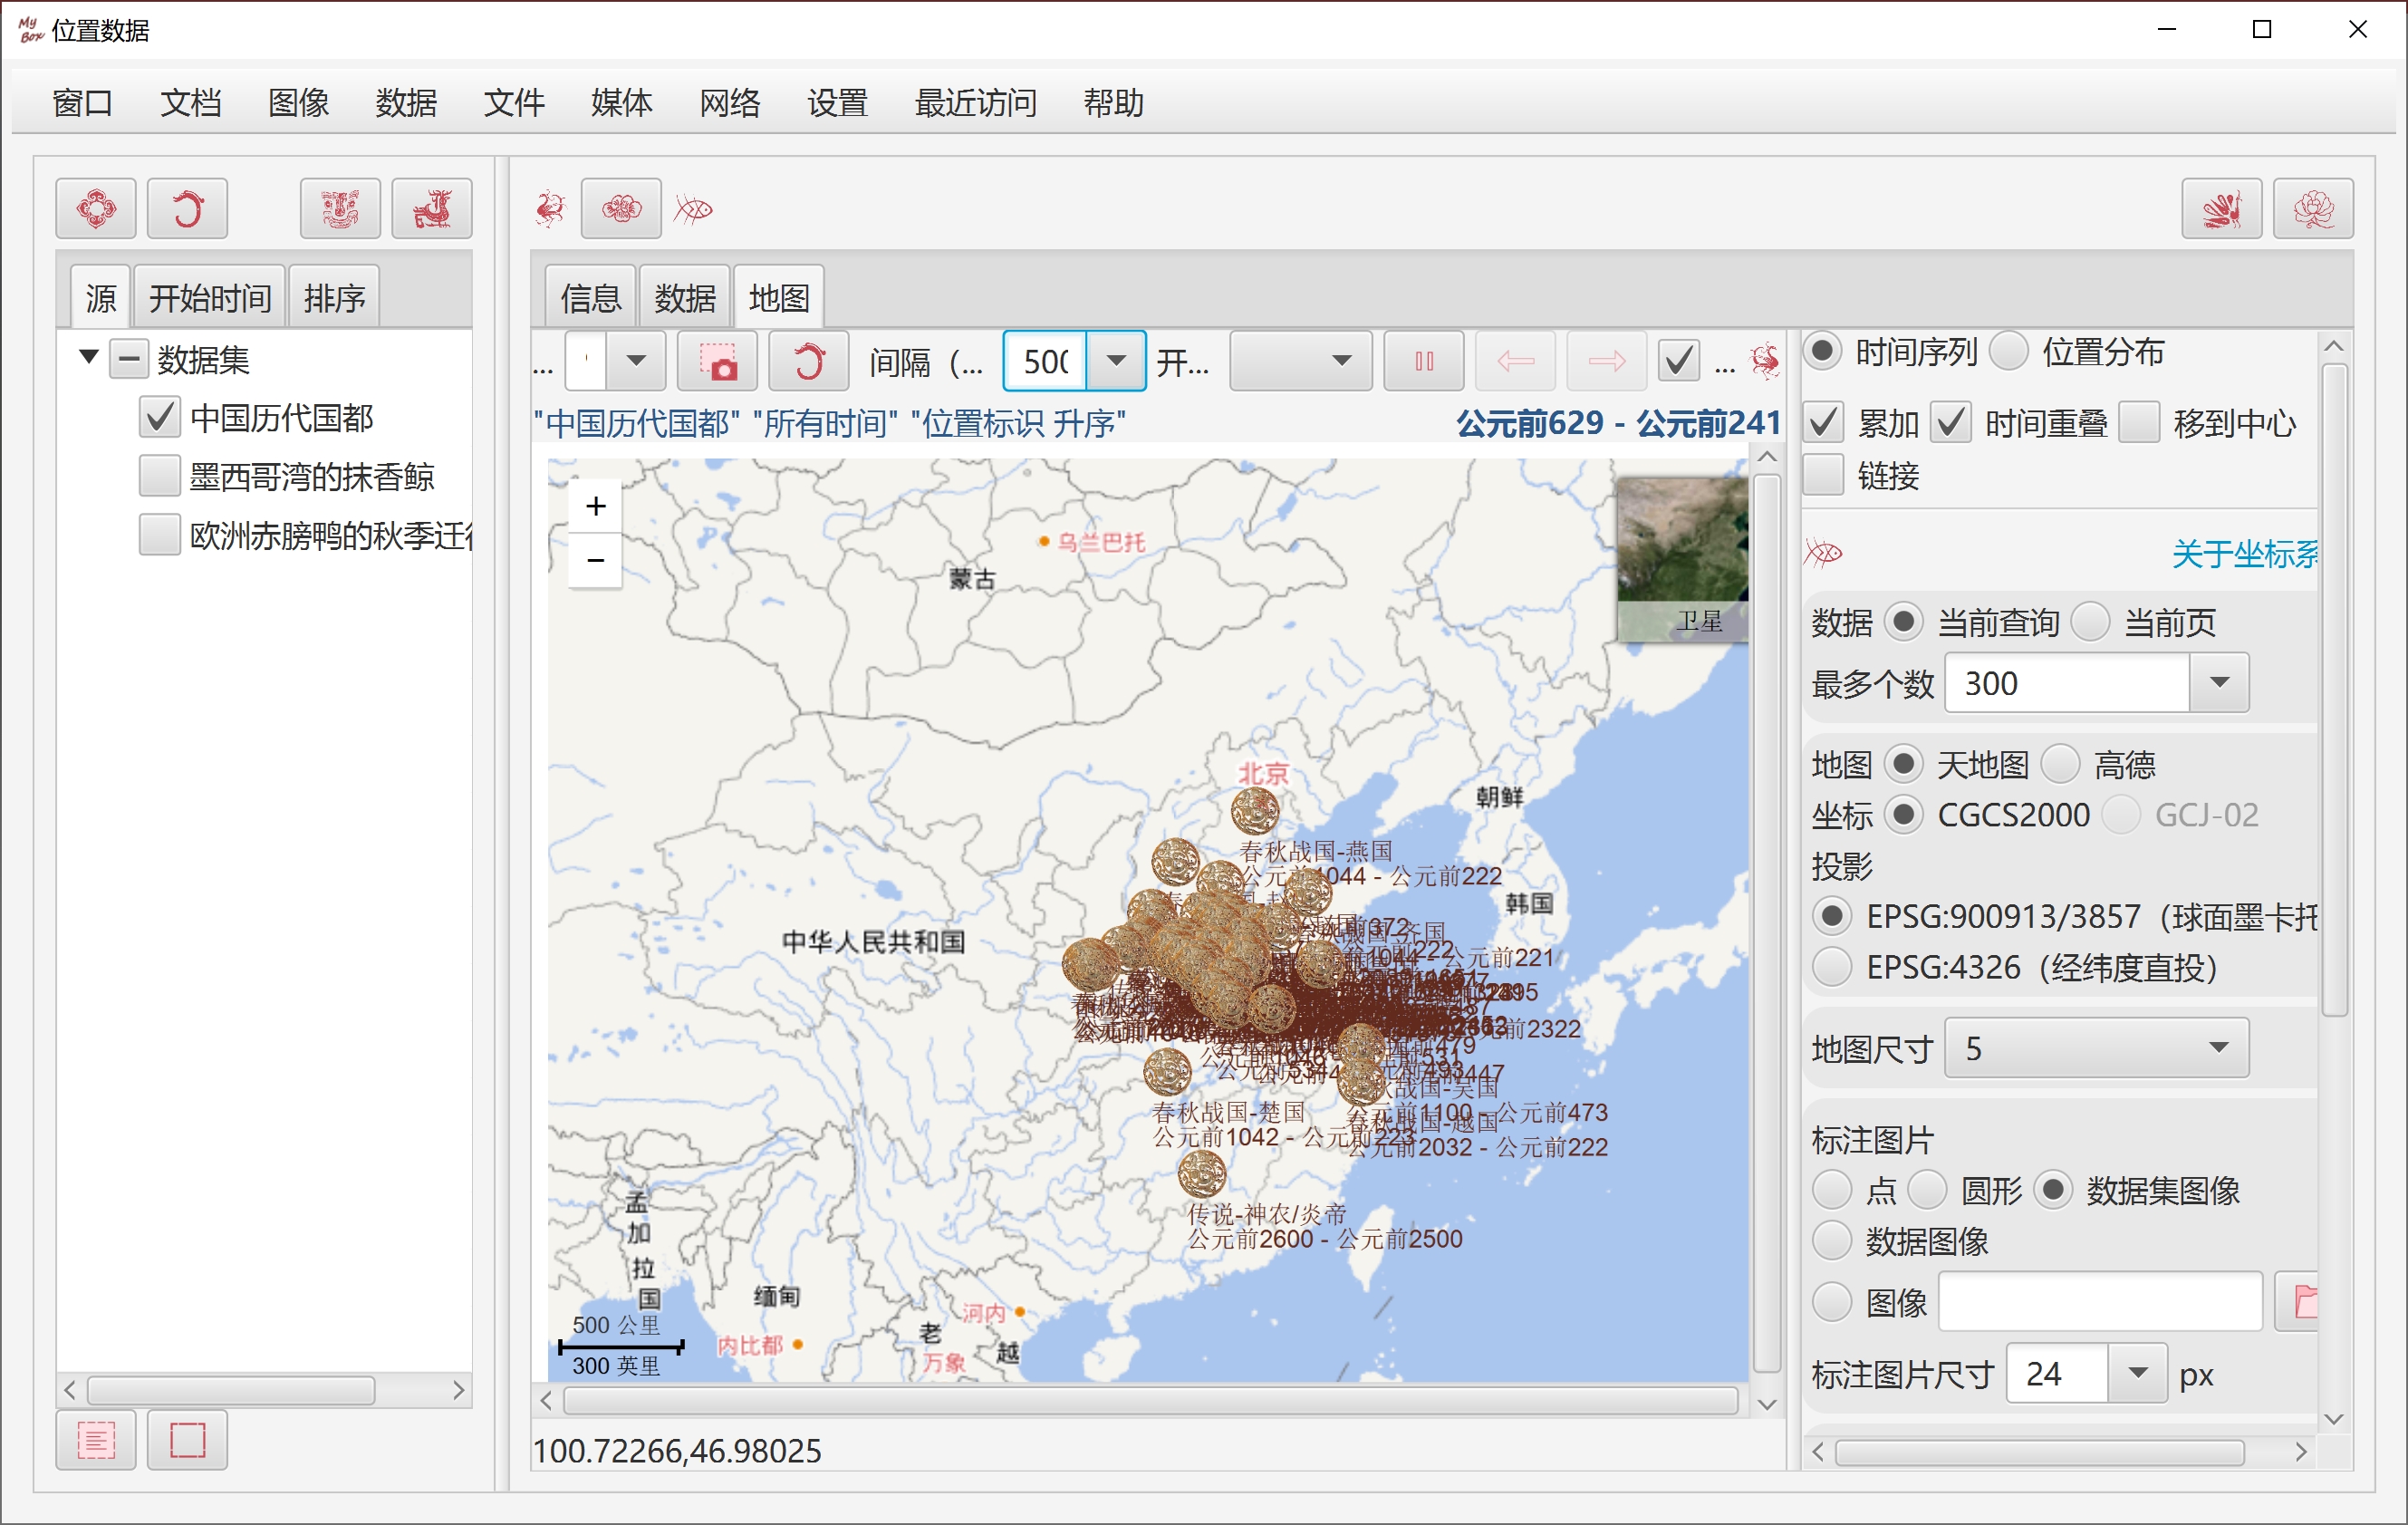 My Box 位置数据
窗口 文档 图像 数据 文件 媒体 网络 设置 最近访问 帮助
源 开始时间 排序
数据集
中国历代国都
墨西哥湾的抹香鲸
欧洲赤膀鸭的秋季迁
信息 数据 地图
... 间隔（... 500 开... ...
"中国历代国都" "所有时间" "位置标识 升序" 公元前629 - 公元前241
+
−
卫星
乌兰巴托
蒙古
北京
朝鲜
春秋战国-燕国
公元前1044 - 公元前222
韩国
中华人民共和国
春秋战国-楚国
公元前1042 - 公元前223
公元前1100 - 公元前473
春秋战国-越国
公元前2032 - 公元前222
传说-神农/炎帝
公元前2600 - 公元前2500
孟加拉国
缅甸
河内
老
越
内比都
万象
500 公里
300 英里
100.72266,46.98025
时间序列 位置分布
累加 时间重叠 移到中心
链接
关于坐标系
数据 当前查询 当前页
最多个数 300
地图 天地图 高德
坐标 CGCS2000 GCJ-02
投影
EPSG:900913/3857（球面墨卡托
EPSG:4326（经纬度直投）
地图尺寸 5
标注图片
点 圆形 数据集图像
数据图像
图像
标注图片尺寸 24 px